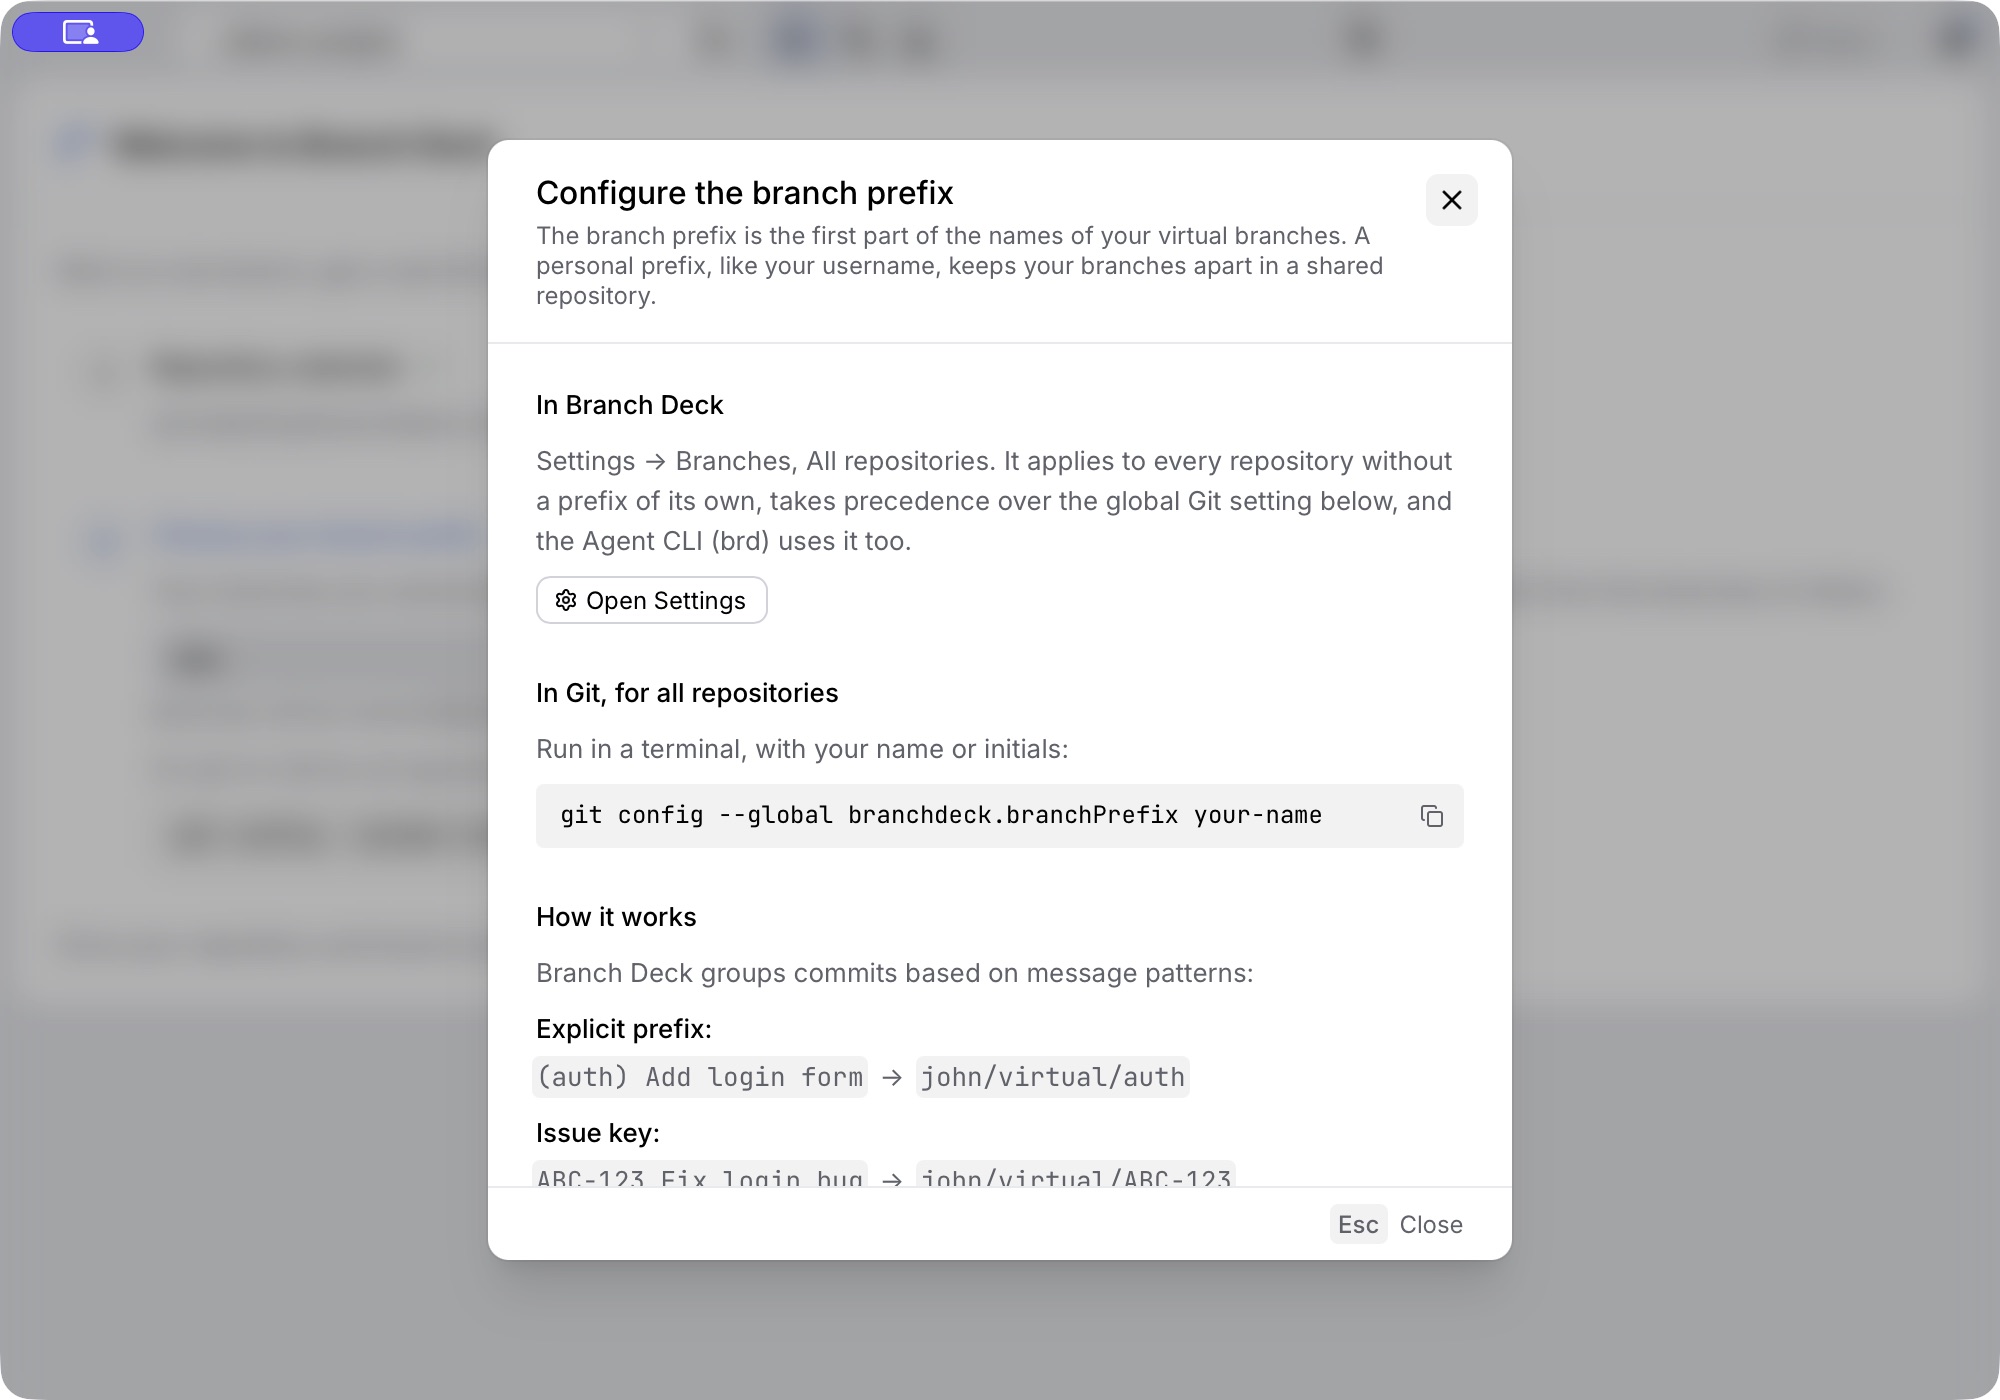 Configure the branch prefix
The branch prefix is the first part of the names of your virtual branches. A
personal prefix, like your username, keeps your branches apart in a shared
repository.
In Branch Deck
Settings → Branches, All repositories. It applies to every repository without
a prefix of its own, takes precedence over the global Git setting below, and
the Agent CLI (brd) uses it too.
Open Settings
In Git, for all repositories
Run in a terminal, with your name or initials:
git config --global branchdeck.branchPrefix your-name
How it works
Branch Deck groups commits based on message patterns:
Explicit prefix:
(auth) Add login form → john/virtual/auth
Issue key:
ABC-123 Fix login bug → john/virtual/ABC-123
Esc Close